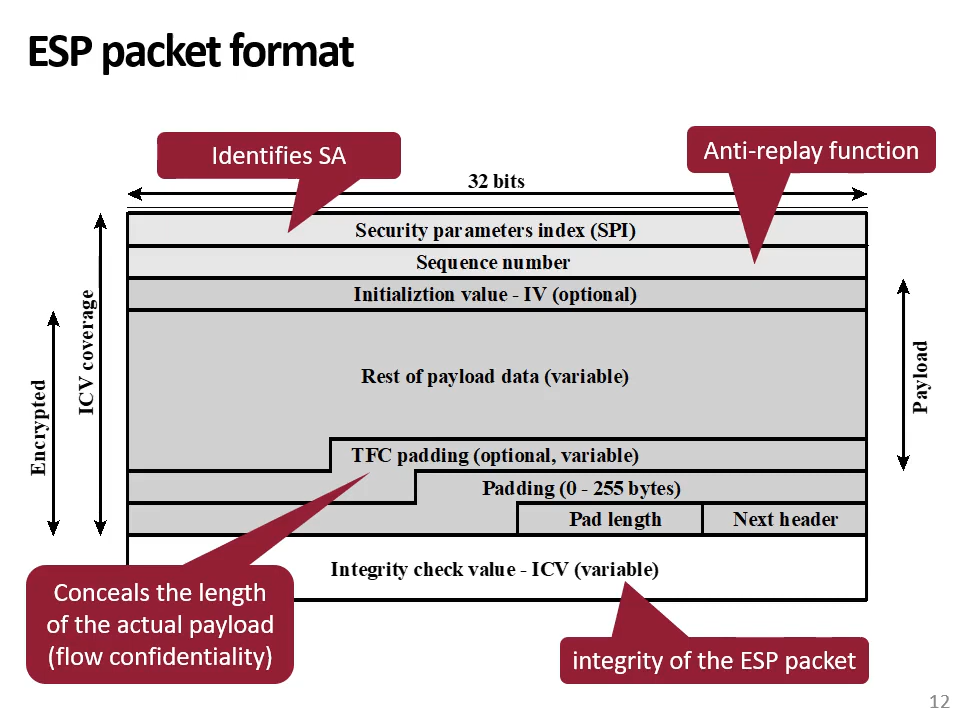 ESP packet format
Identifies SA
Anti-replay function
32 bits
Security parameters index (SPI)
Sequence number
Initializtion value - IV (optional)
Rest of payload data (variable)
TFC padding (optional, variable)
Padding (0 - 255 bytes)
Pad length
Next header
Integrity check value - ICV (variable)
Encrypted
ICV coverage
Payload
Conceals the length
of the actual payload
(flow confidentiality)
integrity of the ESP packet
12